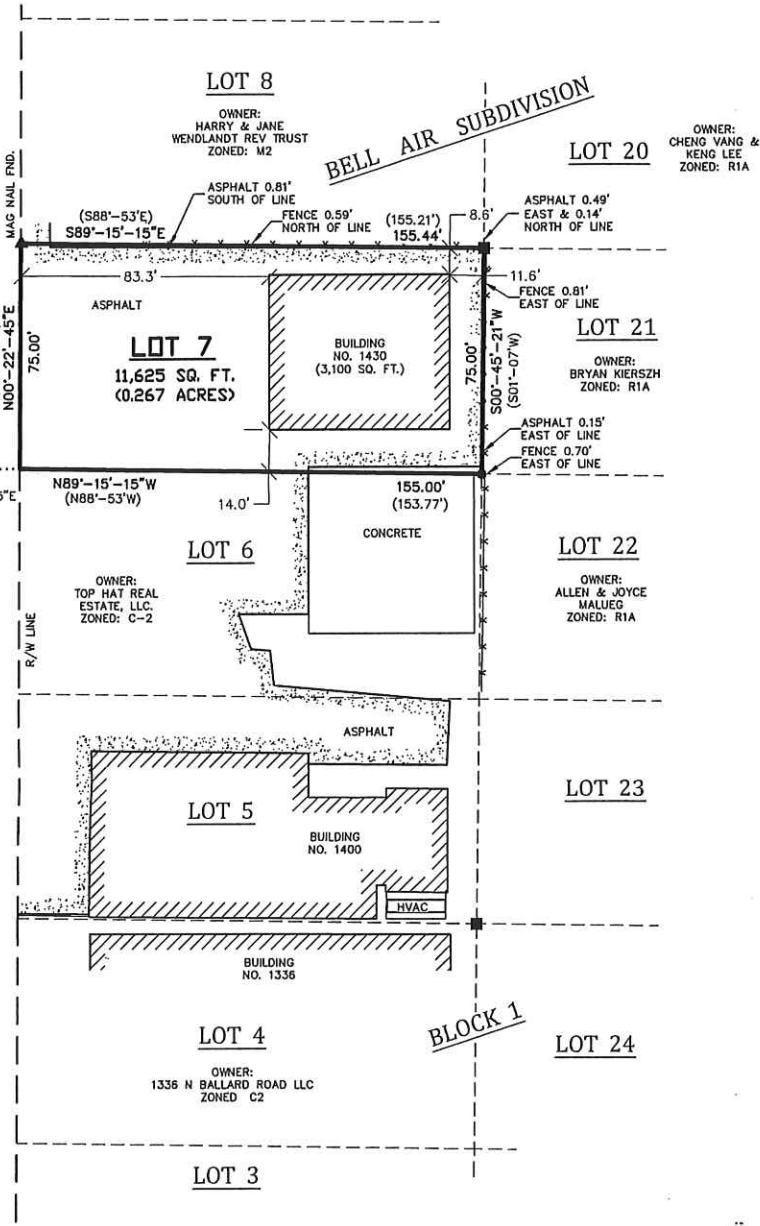 LOT 8
OWNER:
HARRY & JANE
WENDLANDT REV TRUST
ZONED: M2
BELL AIR SUBDIVISION
LOT 20
OWNER:
CHENG VANG &
KENG LEE
ZONED: R1A
MAG NAIL FND.
(S88°-53'E)
S89°-15'-15"E
ASPHALT 0.81'
SOUTH OF LINE
FENCE 0.59'
NORTH OF LINE
(155.21')
155.44'
8.6'
ASPHALT 0.49'
EAST & 0.14'
NORTH OF LINE
83.3'
11.6'
FENCE 0.81'
EAST OF LINE
ASPHALT
LOT 7
11,625 SQ. FT.
(0.267 ACRES)
BUILDING
NO. 1430
(3,100 SQ. FT.)
N00°-22'-45"E
75.00'
75.00'
S00°-45'-21"W
(S01°-07'W)
LOT 21
OWNER:
BRYAN KIERSZH
ZONED: R1A
ASPHALT 0.15'
EAST OF LINE
FENCE 0.70'
EAST OF LINE
N89°-15'-15"W
(N88°-53'W)
14.0'
155.00'
(153.77')
CONCRETE
LOT 6
OWNER:
TOP HAT REAL
ESTATE, LLC.
ZONED: C-2
R/W LINE
LOT 22
OWNER:
ALLEN & JOYCE
MALUEG
ZONED: R1A
ASPHALT
LOT 5
BUILDING
NO. 1400
HVAC
LOT 23
BUILDING
NO. 1336
LOT 4
OWNER:
1336 N BALLARD ROAD LLC
ZONED C2
BLOCK 1
LOT 24
LOT 3